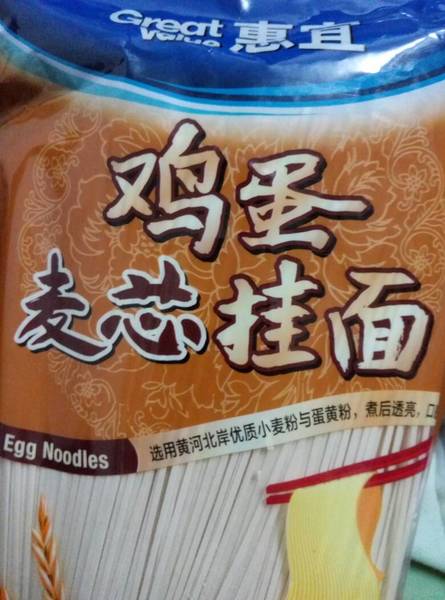 Great Value 惠宜
鸡蛋
麦芯挂面
Egg Noodles
选用黄河北岸优质小麦粉与蛋黄粉，煮后透亮，口